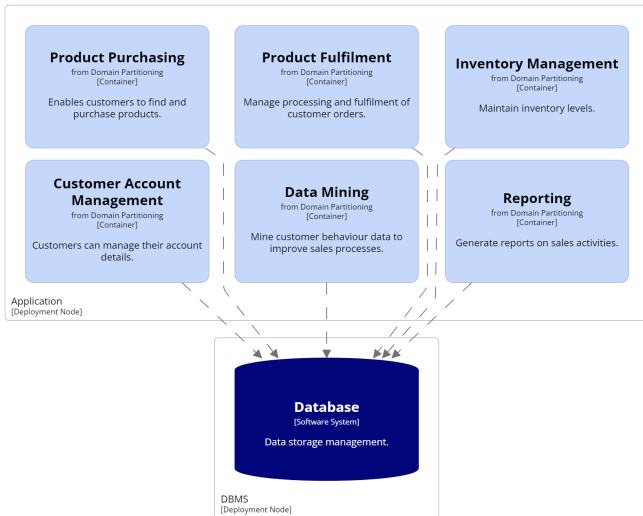 Product Purchasing
from Domain Partitioning
[Container]
Enables customers to find and
purchase products.
Product Fulfilment
from Domain Partitioning
[Container]
Manage processing and fulfilment of
customer orders.
Inventory Management
from Domain Partitioning
[Container]
Maintain inventory levels.
Customer Account
Management
from Domain Partitioning
[Container]
Customers can manage their account
details.
Data Mining
from Domain Partitioning
[Container]
Mine customer behaviour data to
improve sales processes.
Reporting
from Domain Partitioning
[Container]
Generate reports on sales activities.
Application
[Deployment Node]
Database
[Software System]
Data storage management.
DBMS
[Deployment Node]